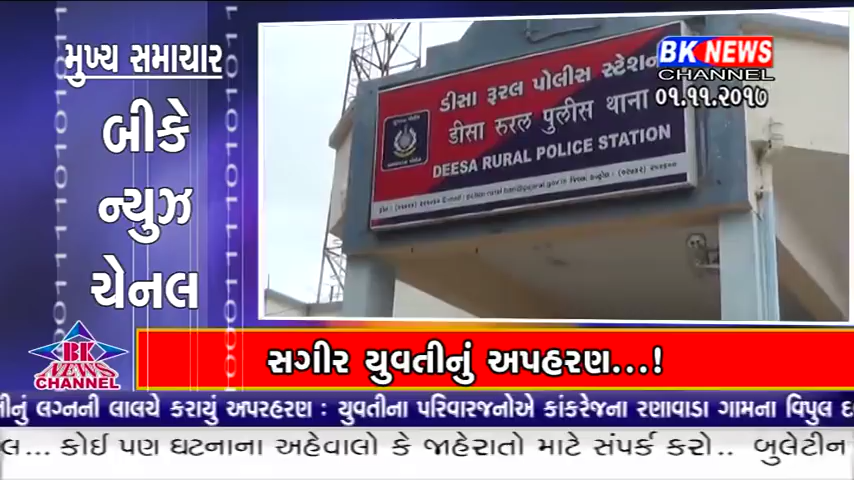 મુખ્ય સમાચાર
બીકે
ન્યુઝ
ચેનલ
BK NEWS
CHANNEL
૦૧.૧૧.૨૦૧૭
ડીસા રૂરલ પોલીસ સ્ટેશન
डीसा रुरल पुलीस थाना
DEESA RURAL POLICE STATION
BK
NEWS
CHANNEL
સગીર યુવતીનું અપહરણ...!
લગ્નની લાલચે કરાયું અપરહરણ : યુવતીના પરિવારજનોએ કાંકરેજના રણાવાડા ગામના વિપુલ
... કોઈ પણ ઘટનાના અહેવાલો કે જાહેરાતો માટે સંપર્ક કરો.. બુલેટીન